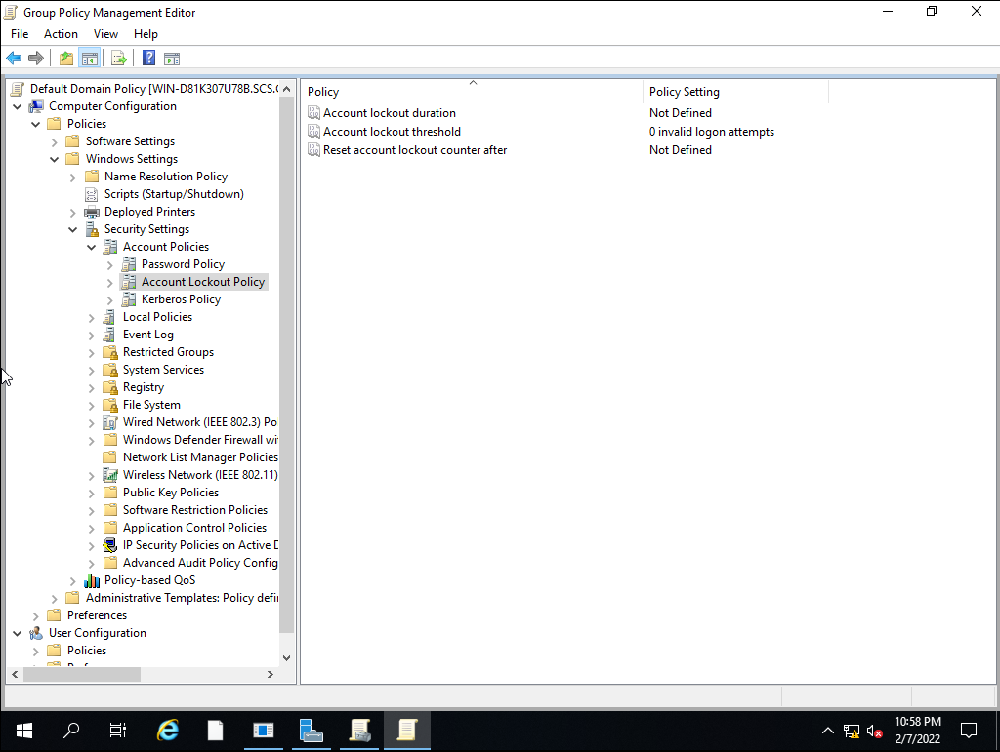 Group Policy Management Editor
File Action View Help
Default Domain Policy [WIN-D81K307U78B.SCS.
Computer Configuration
Policies
Software Settings
Windows Settings
Name Resolution Policy
Scripts (Startup/Shutdown)
Deployed Printers
Security Settings
Account Policies
Password Policy
Account Lockout Policy
Kerberos Policy
Local Policies
Event Log
Restricted Groups
System Services
Registry
File System
Wired Network (IEEE 802.3) Po
Windows Defender Firewall wi
Network List Manager Policies
Wireless Network (IEEE 802.11)
Public Key Policies
Software Restriction Policies
Application Control Policies
IP Security Policies on Active D
Advanced Audit Policy Config
Policy-based QoS
Administrative Templates: Policy defi
Preferences
User Configuration
Policies
Policy Policy Setting
Account lockout duration Not Defined
Account lockout threshold 0 invalid logon attempts
Reset account lockout counter after Not Defined
10:58 PM
2/7/2022